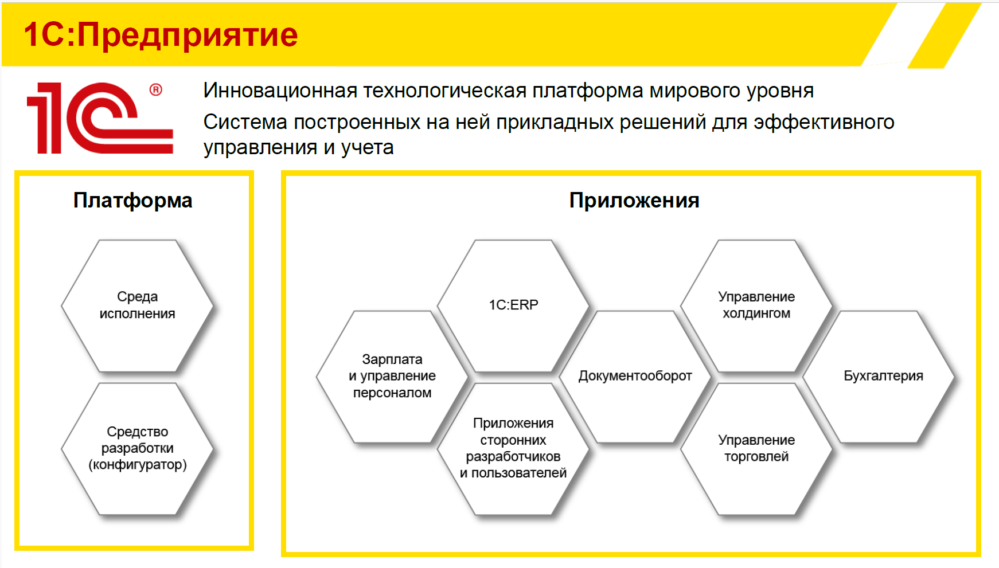 1С:Предприятие
1С ®
Инновационная технологическая платформа мирового уровня
Система построенных на ней прикладных решений для эффективного
управления и учета
Платформа
Среда
исполнения
Средство
разработки
(конфигуратор)
Приложения
Зарплата
и управление
персоналом
1С:ERP
Приложения
сторонних
разработчиков
и пользователей
Документооборот
Управление
холдингом
Управление
торговлей
Бухгалтерия